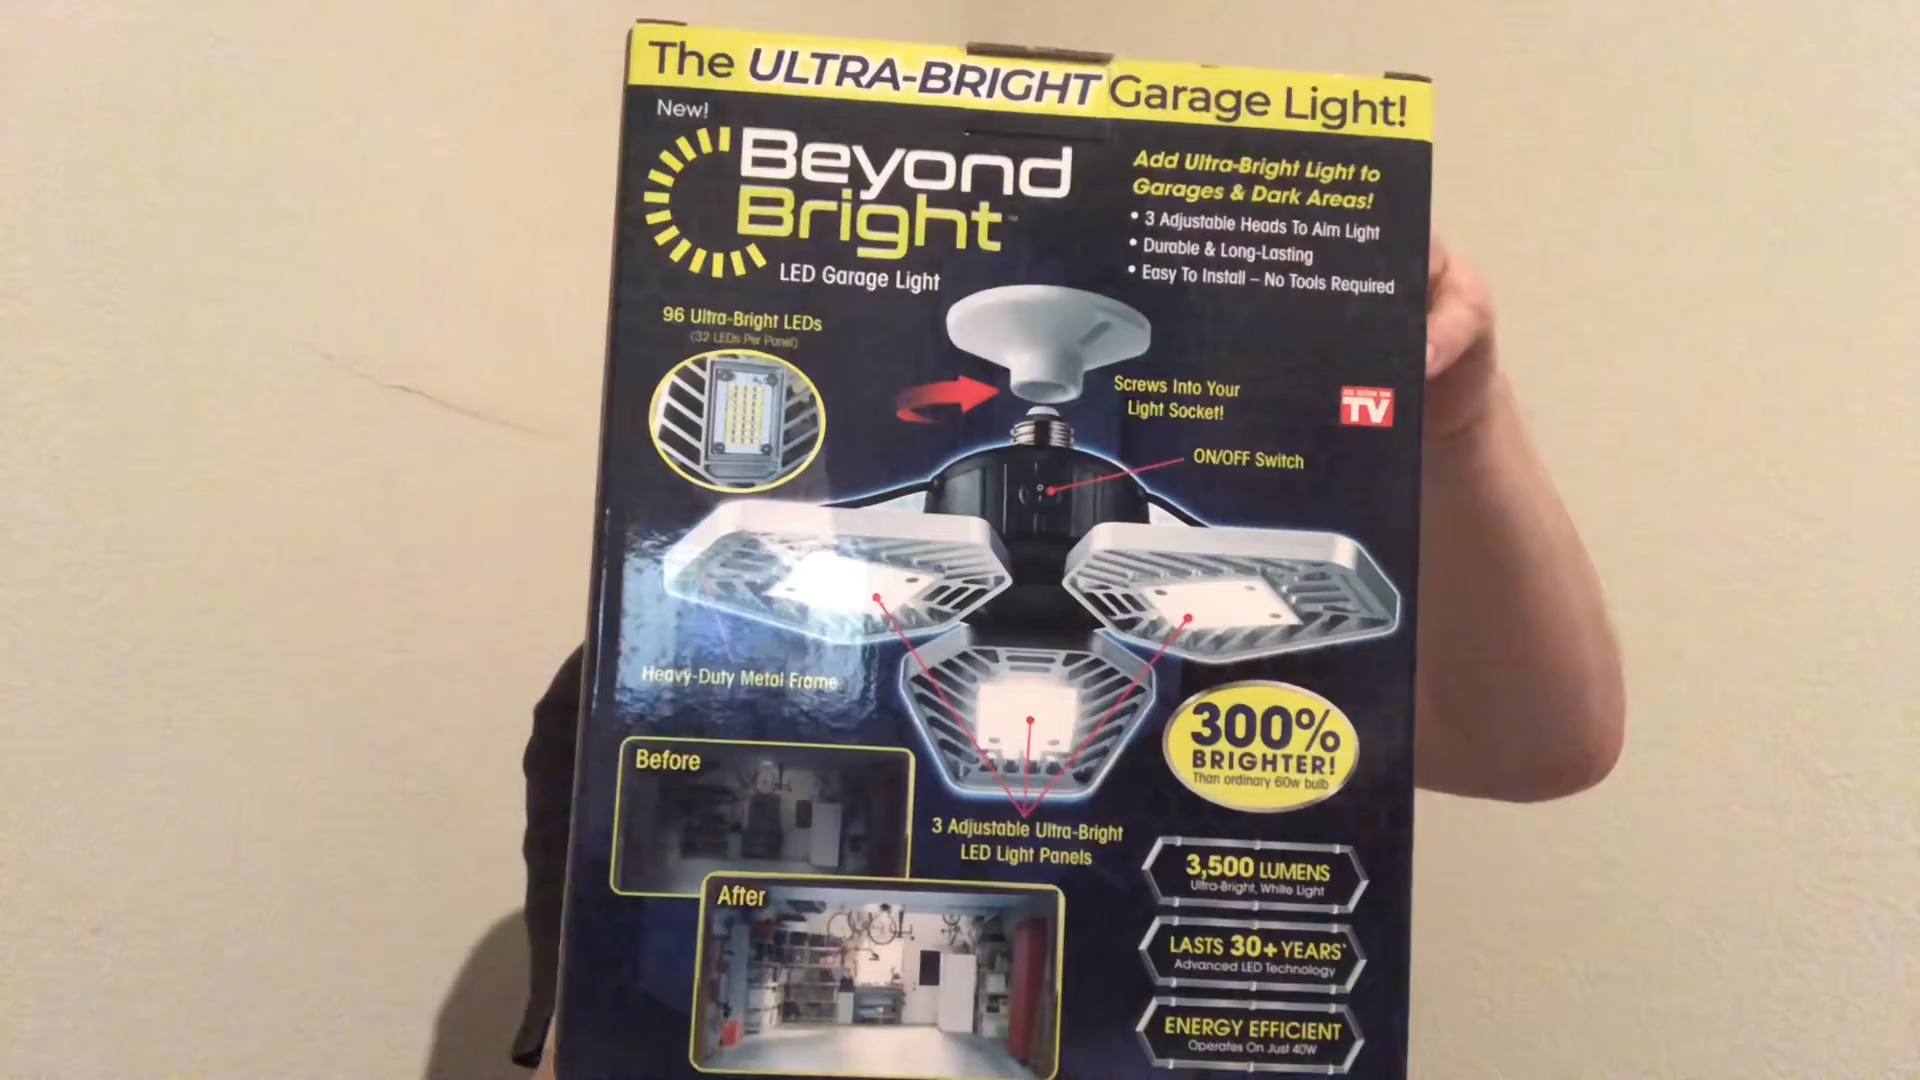 The ULTRA-BRIGHT Garage Light!
New!
Beyond
Bright™
LED Garage Light
Add Ultra-Bright Light to
Garages & Dark Areas!
• 3 Adjustable Heads To Aim Light
• Durable & Long-Lasting
• Easy To Install – No Tools Required
96 Ultra-Bright LEDs
(32 LEDs Per Panel)
Screws Into Your
Light Socket!
TV
ON/OFF Switch
Heavy-Duty Metal Frame
300%
BRIGHTER!
Than ordinary 60w bulb
Before
3 Adjustable Ultra-Bright
LED Light Panels
After
3,500 LUMENS
Ultra-Bright, White Light
LASTS 30+ YEARS*
Advanced LED Technology
ENERGY EFFICIENT
Operates On Just 40W